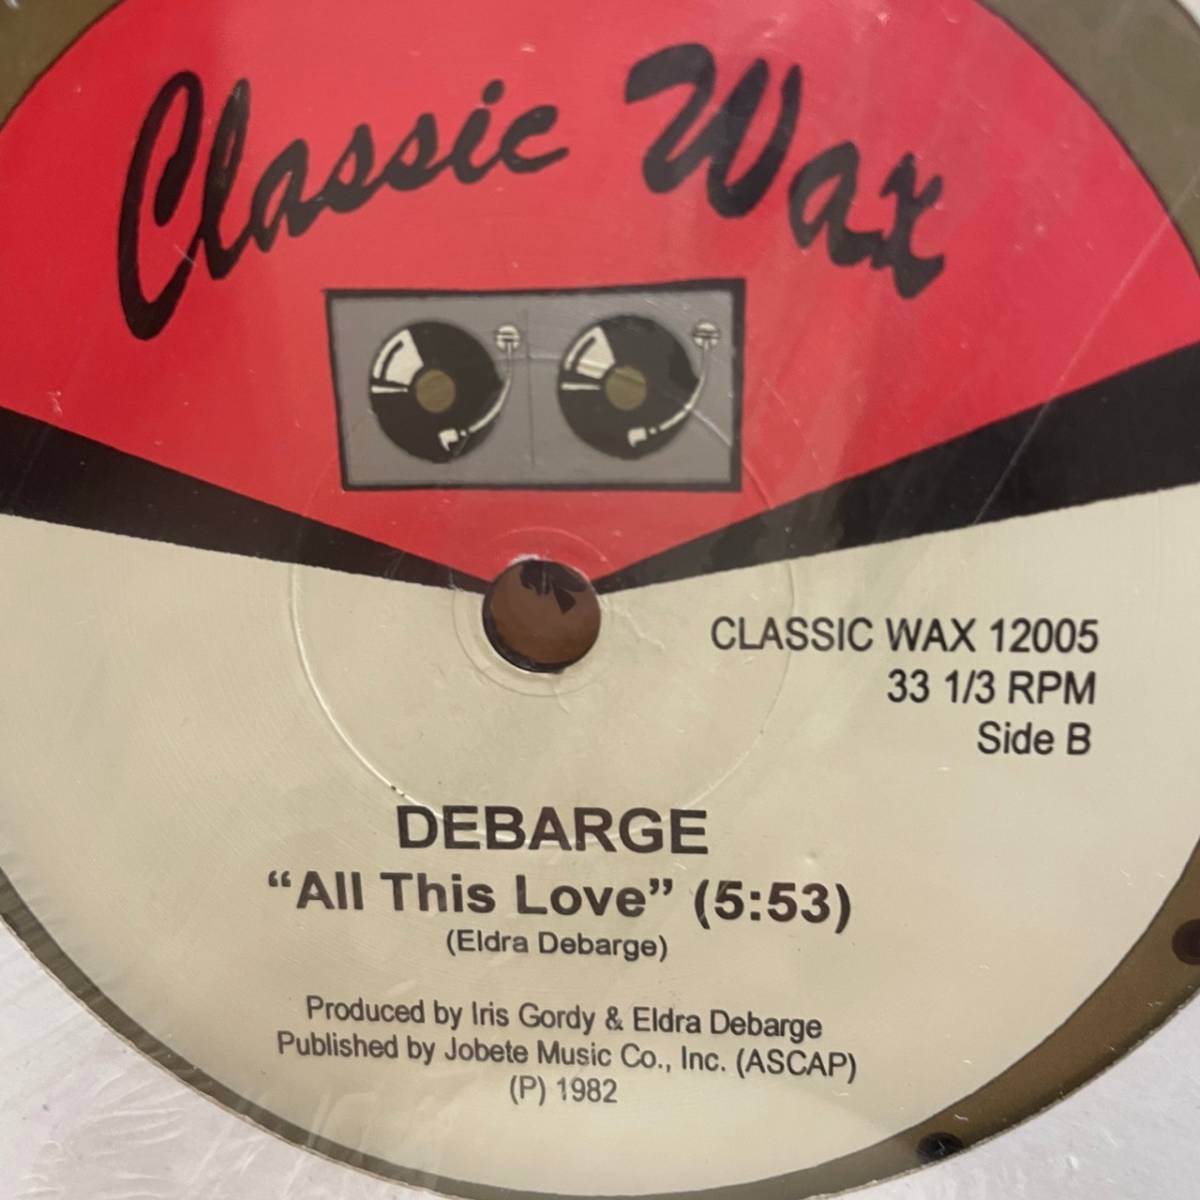 Classic Wax
CLASSIC WAX 12005
33 1/3 RPM
Side B
DEBARGE
“All This Love” (5:53)
(Eldra Debarge)
Produced by Iris Gordy & Eldra Debarge
Published by Jobete Music Co., Inc. (ASCAP)
(P) 1982